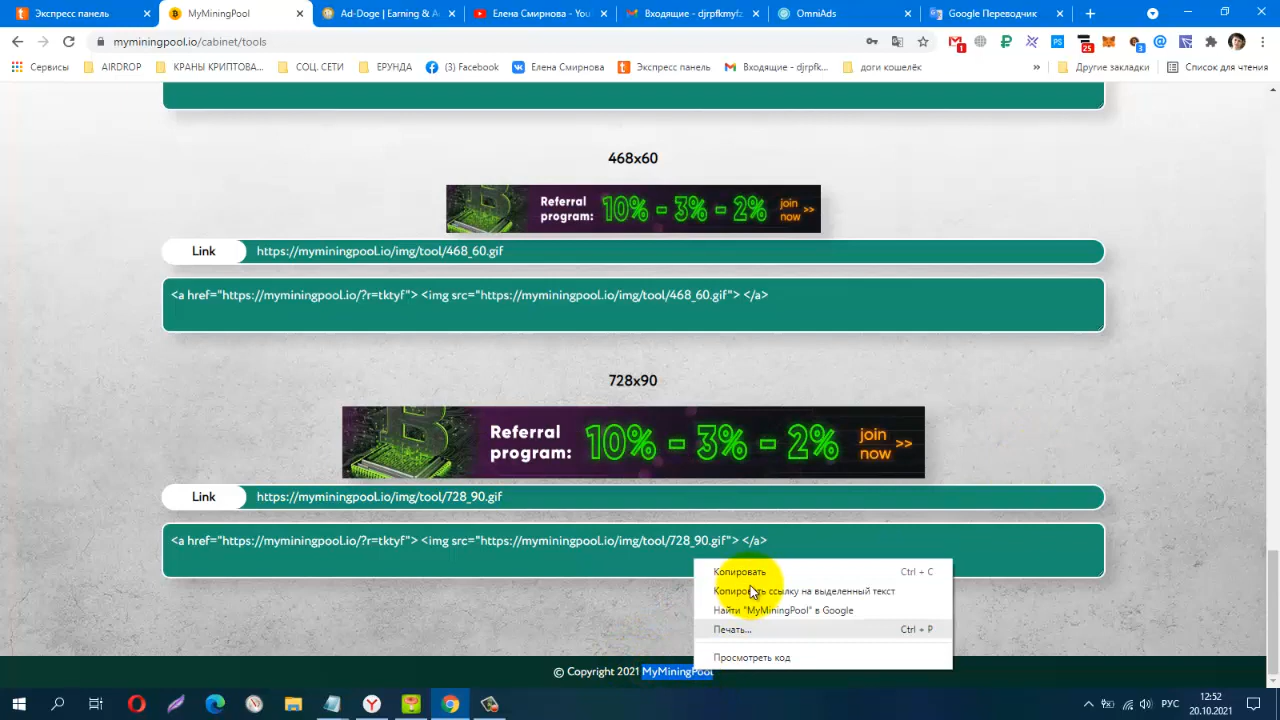 Экспресс панель
MyMiningPool
Ad-Doge | Earning & A
Елена Смирнова - You
Входящие - djrpfkmyfz
OmniAds
Google Переводчик
myminingpool.io/cabinet/tools
1
25
3
Сервисы
AIRDROP
КРАНЫ КРИПТОВА...
СОЦ. СЕТИ
ЕРУНДА
(3) Facebook
Елена Смирнова
Экспресс панель
Входящие - djrpfk...
доги кошелёк
»
Другие закладки
Список для чтения
468x60
Referral
program:
10% - 3% - 2%
join
now >>
Link
https://myminingpool.io/img/tool/468_60.gif
<a href="https://myminingpool.io/?r=tktyf"> <img src="https://myminingpool.io/img/tool/468_60.gif"> </a>
728x90
Referral
program:
10% - 3% - 2%
join
now >>
Link
https://myminingpool.io/img/tool/728_90.gif
<a href="https://myminingpool.io/?r=tktyf"> <img src="https://myminingpool.io/img/tool/728_90.gif"> </a>
Копировать Ctrl + C
Копировать ссылку на выделенный текст
Найти "MyMiningPool" в Google
Печать... Ctrl + P
Просмотреть код
© Copyright 2021 MyMiningPool
РУС
12:52
20.10.2021